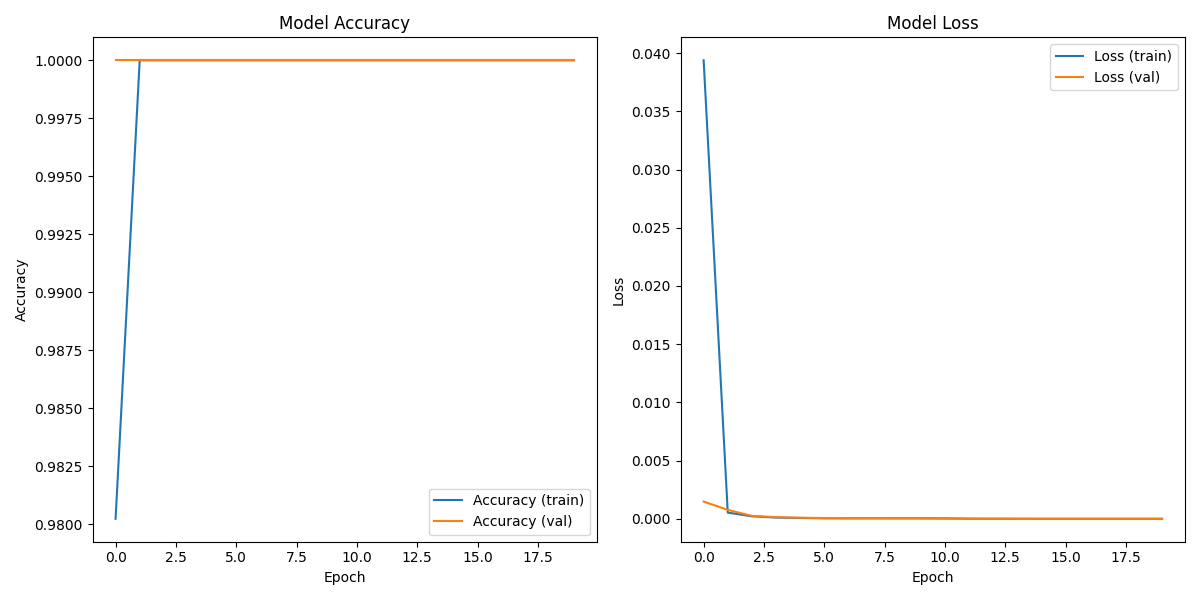 Model Accuracy
Accuracy
1.0000
0.9975
0.9950
0.9925
0.9900
0.9875
0.9850
0.9825
0.9800
0.0 2.5 5.0 7.5 10.0 12.5 15.0 17.5
Epoch
Accuracy (train)
Accuracy (val)
Model Loss
Loss
0.040
0.035
0.030
0.025
0.020
0.015
0.010
0.005
0.000
0.0 2.5 5.0 7.5 10.0 12.5 15.0 17.5
Epoch
Loss (train)
Loss (val)